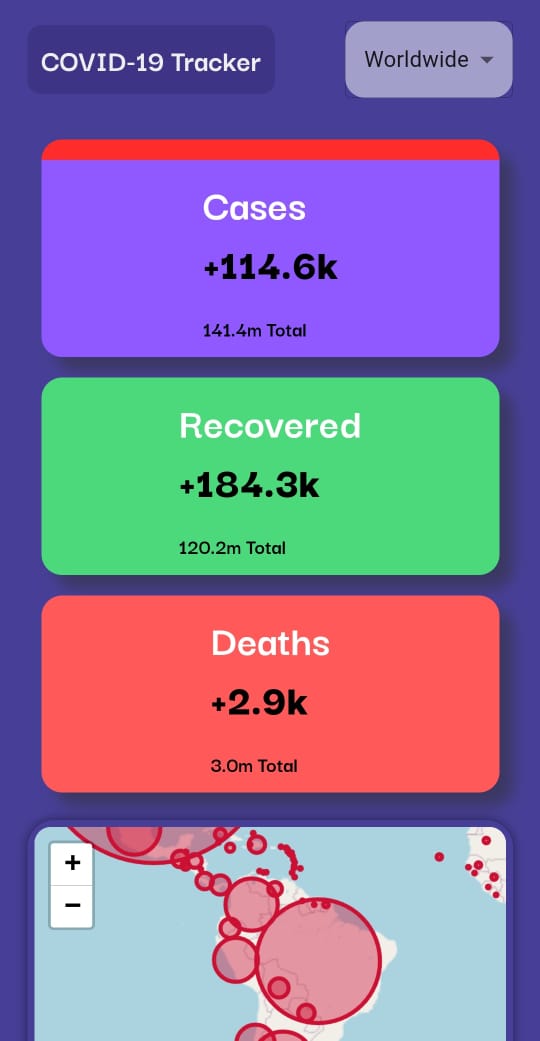 COVID-19 Tracker
Worldwide
Cases
+114.6k
141.4m Total
Recovered
+184.3k
120.2m Total
Deaths
+2.9k
3.0m Total
+
−